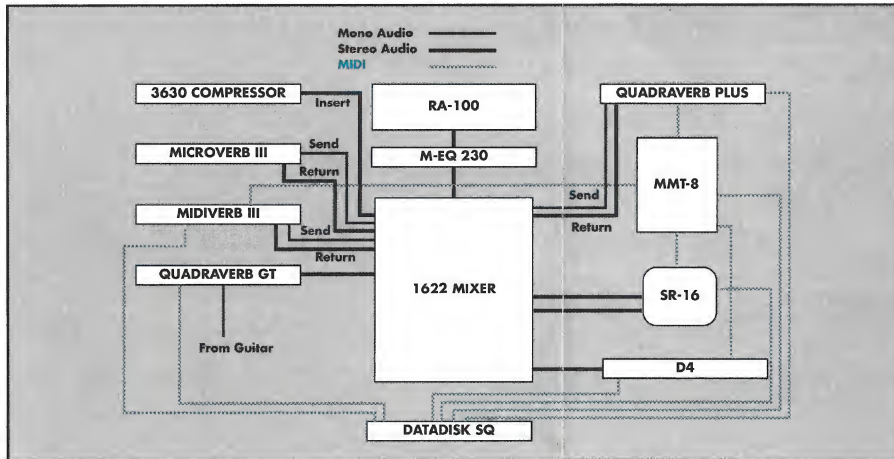 Mono Audio
Stereo Audio
MIDI
3630 COMPRESSOR
Insert
RA-100
QUADRAVERB PLUS
MICROVERB III
Send
Return
M-EQ 230
MMT-8
MIDIVERB III
Send
Return
Send
Return
QUADRAVERB GT
1622 MIXER
SR-16
From Guitar
D4
DATADISK SQ